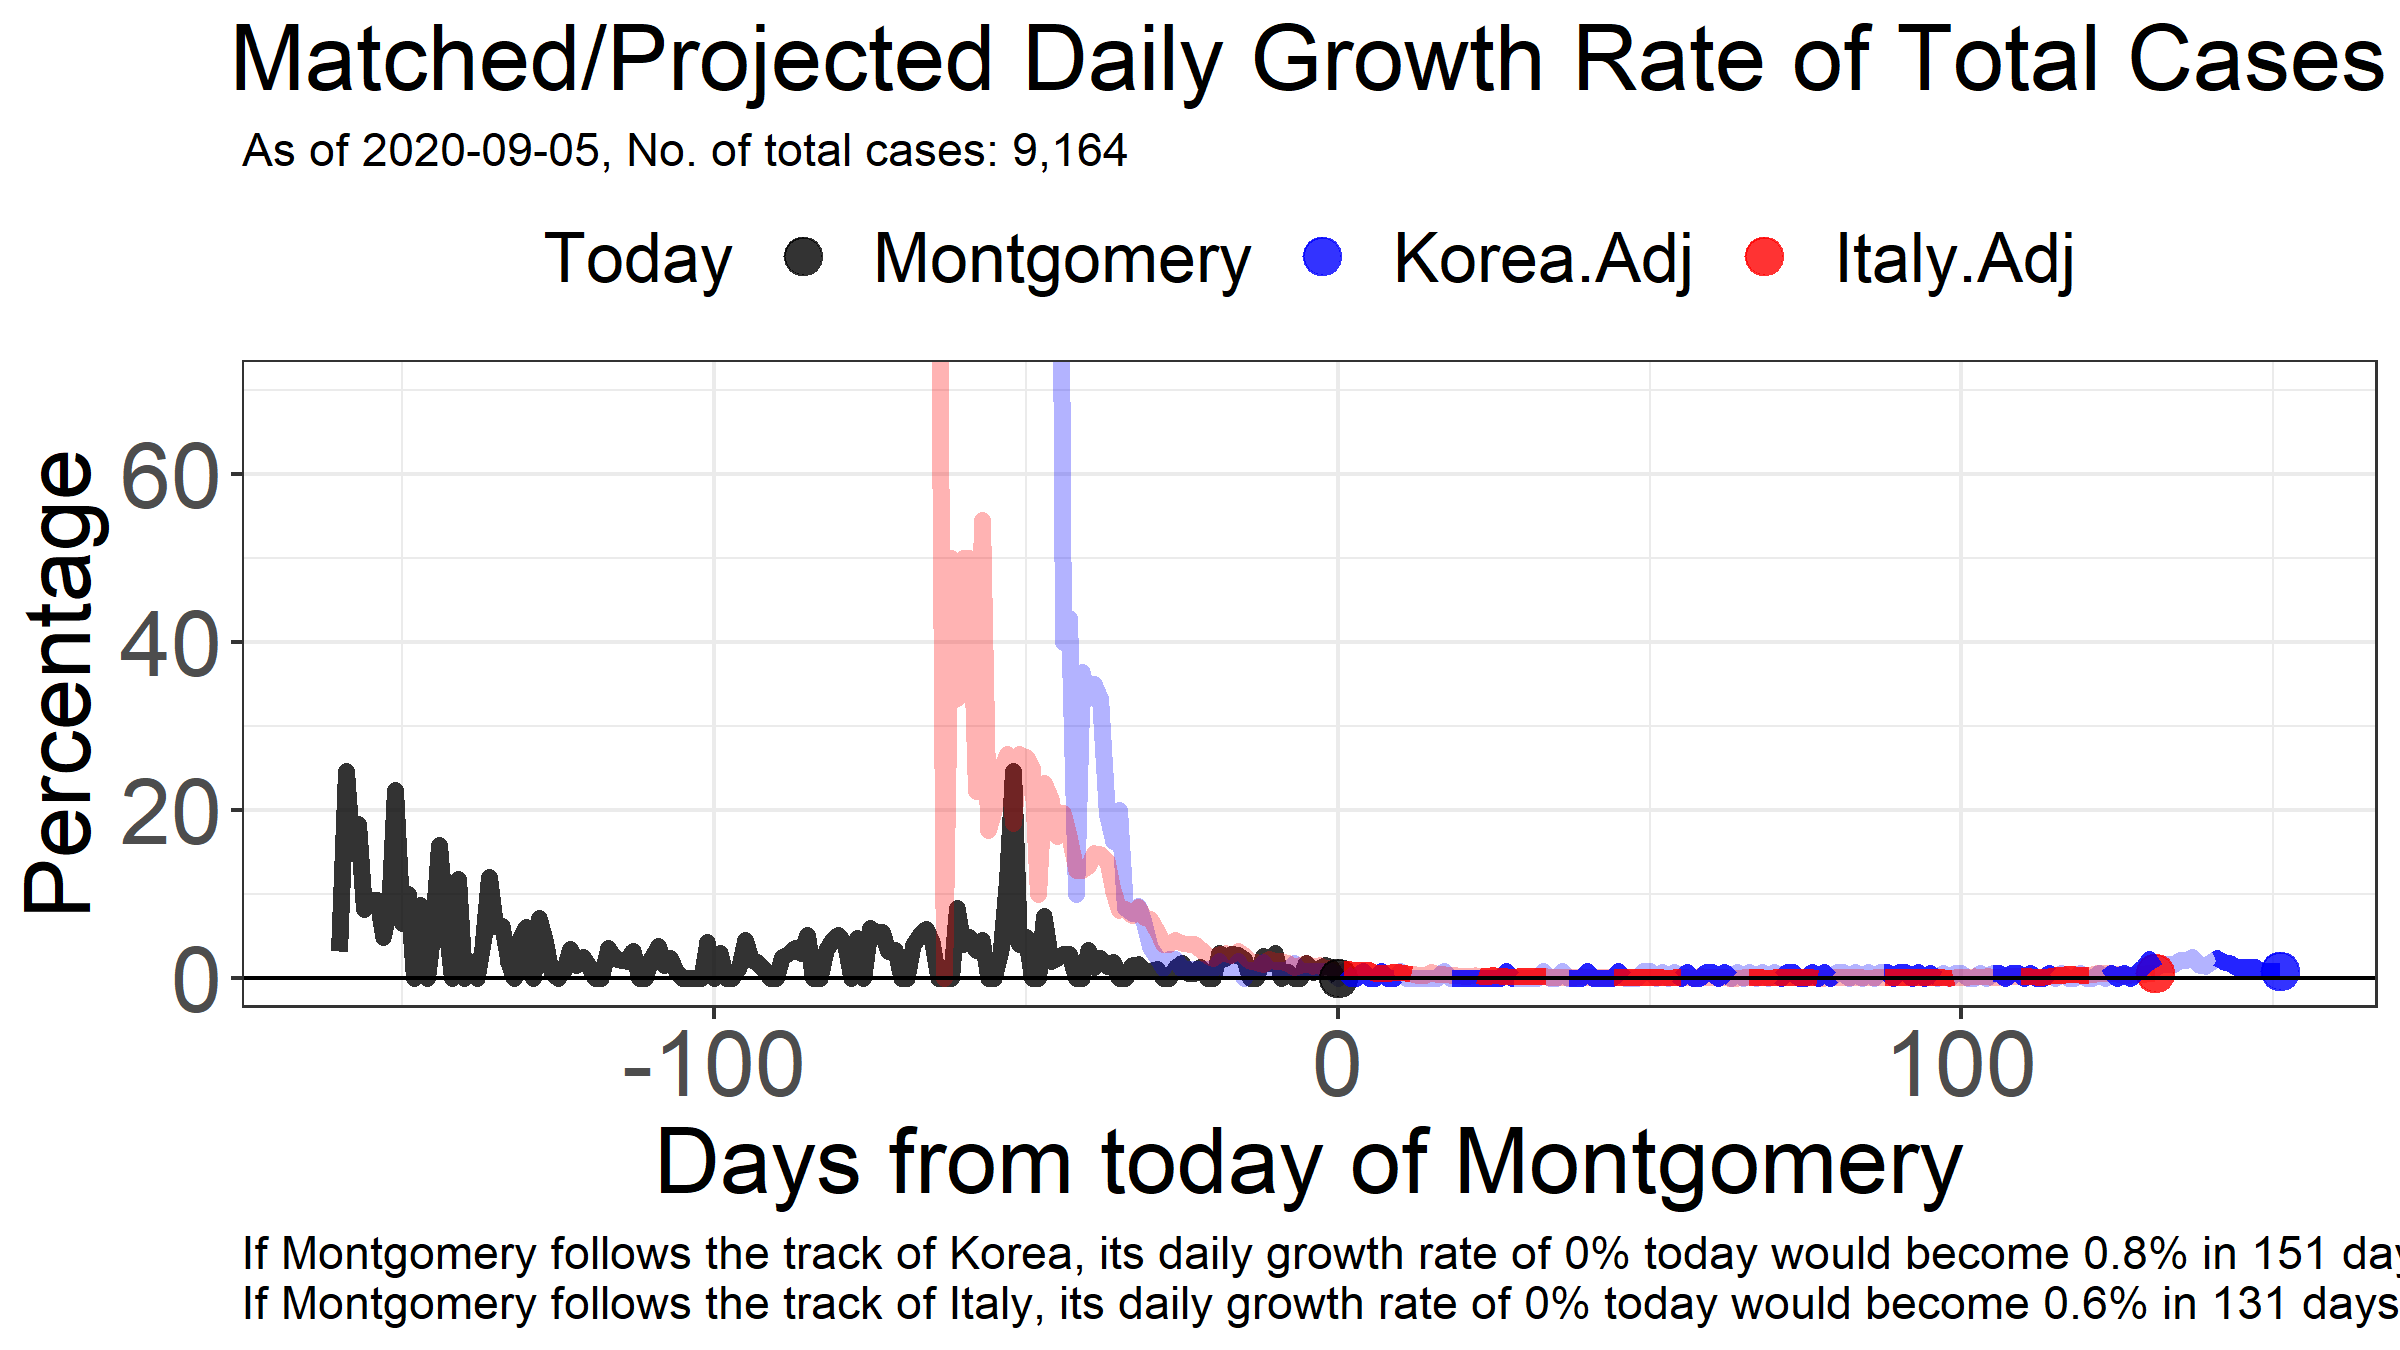 Matched/Projected Daily Growth Rate of Total Cases
As of 2020-09-05, No. of total cases: 9,164
Today Montgomery Korea.Adj Italy.Adj
Percentage
60
40
20
0
-100 0 100
Days from today of Montgomery
If Montgomery follows the track of Korea, its daily growth rate of 0% today would become 0.8% in 151
If Montgomery follows the track of Italy, its daily growth rate of 0% today would become 0.6% in 131 days